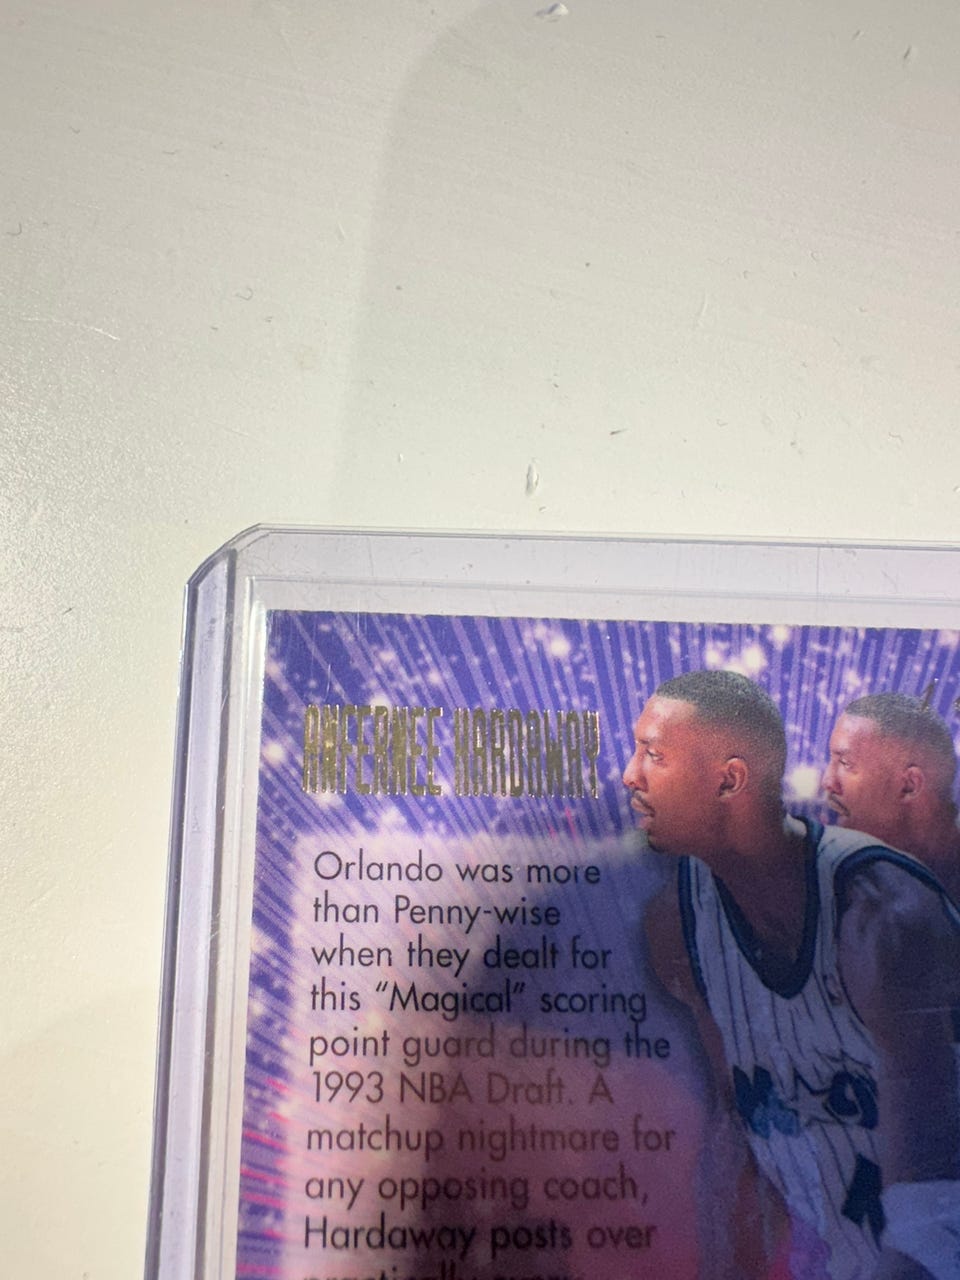 ANFERNEE HARDAWAY
Orlando was more
than Penny-wise
when they dealt for
this “Magical” scoring
point guard during the
1993 NBA Draft. A
matchup nightmare for
any opposing coach,
Hardaway posts over